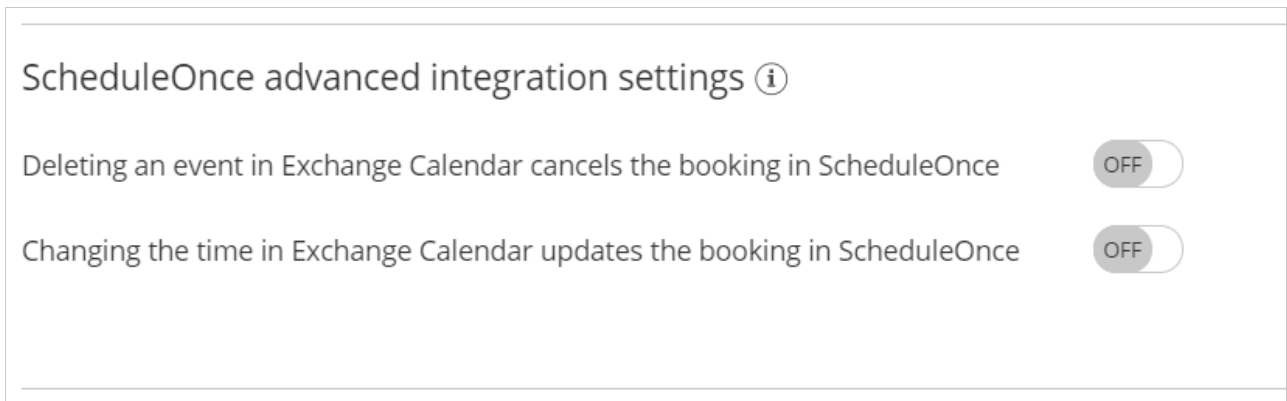 ScheduleOnce advanced integration settings i
Deleting an event in Exchange Calendar cancels the booking in ScheduleOnce OFF
Changing the time in Exchange Calendar updates the booking in ScheduleOnce OFF